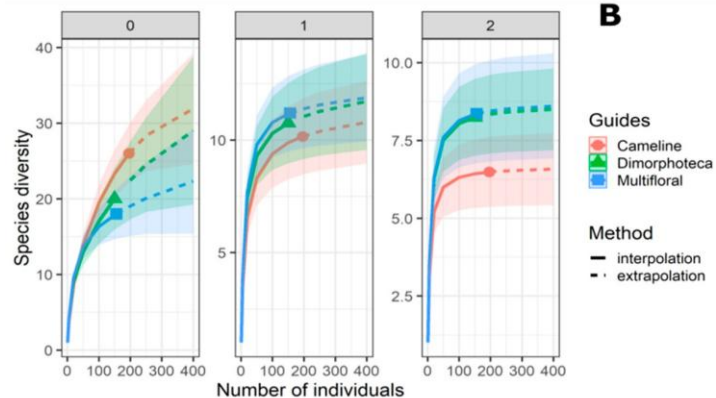 B
0
1
2
Species diversity
40
30
20
10
0
10
5
10.0
7.5
5.0
2.5
0 100 200 300 400
0 100 200 300 400
0 100 200 300 400
Number of individuals
Guides
Cameline
Dimorphoteca
Multifloral
Method
interpolation
extrapolation